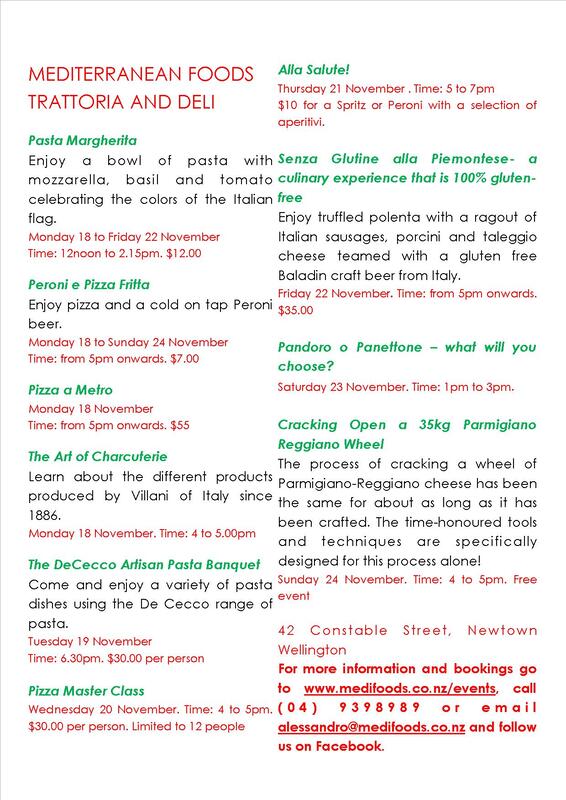 MEDITERRANEAN FOODS
TRATTORIA AND DELI
Pasta Margherita
Enjoy a bowl of pasta with
mozzarella, basil and tomato
celebrating the colors of the Italian
flag.
Monday 18 to Friday 22 November
Time: 12noon to 2.15pm. $12.00
Peroni e Pizza Fritta
Enjoy pizza and a cold on tap Peroni
beer.
Monday 18 to Sunday 24 November
Time: from 5pm onwards. $7.00
Pizza a Metro
Monday 18 November
Time: from 5pm onwards. $55
The Art of Charcuterie
Learn about the different products
produced by Villani of Italy since
1886.
Monday 18 November. Time: 4 to 5.00pm
The DeCecco Artisan Pasta Banquet
Come and enjoy a variety of pasta
dishes using the De Cecco range of
pasta.
Tuesday 19 November
Time: 6.30pm. $30.00 per person
Pizza Master Class
Wednesday 20 November. Time: 4 to 5pm.
$30.00 per person. Limited to 12 people
Alla Salute!
Thursday 21 November . Time: 5 to 7pm
$10 for a Spritz or Peroni with a selection of
aperitivi.
Senza Glutine alla Piemontese- a
culinary experience that is 100% gluten-
free
Enjoy truffled polenta with a ragout of
Italian sausages, porcini and taleggio
cheese teamed with a gluten free
Baladin craft beer from Italy.
Friday 22 November. Time: from 5pm onwards.
$35.00
Pandoro o Panettone – what will you
choose?
Saturday 23 November. Time: 1pm to 3pm.
Cracking Open a 35kg Parmigiano
Reggiano Wheel
The process of cracking a wheel of
Parmigiano-Reggiano cheese has been
the same for about as long as it has
been crafted. The time-honoured tools
and techniques are specifically
designed for this process alone!
Sunday 24 November. Time: 4 to 5pm. Free
event
42 Constable Street, Newtown
Wellington
For more information and bookings go
to www.medifoods.co.nz/events, call
(04) 9398989 or email
alessandro@medifoods.co.nz and follow
us on Facebook.